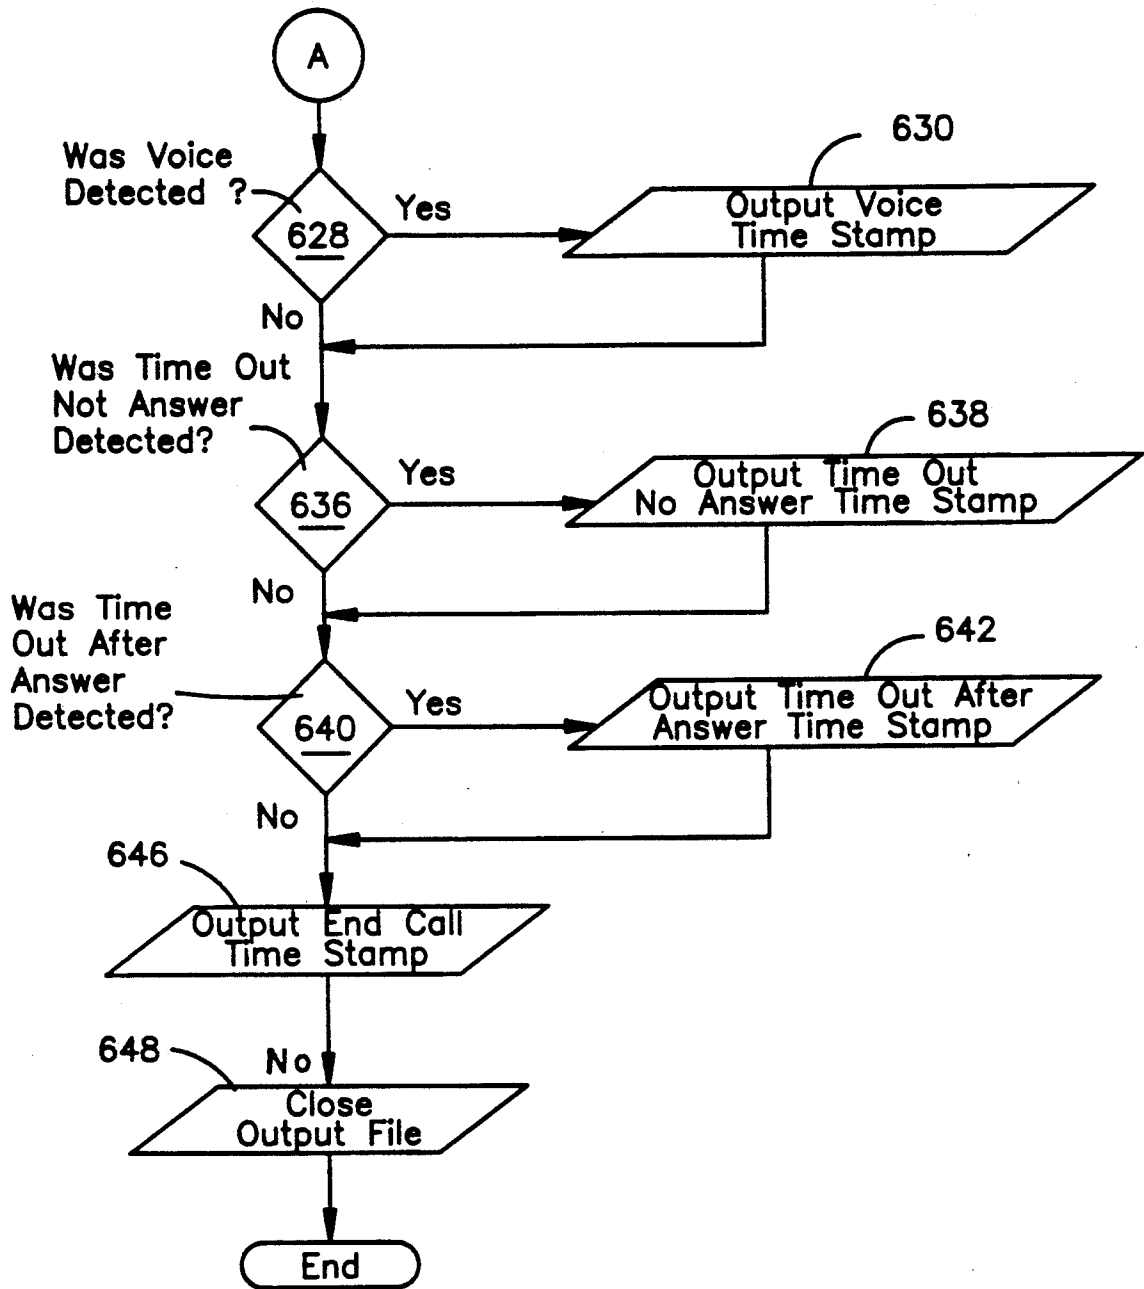 A
Was Voice
Detected ?
628
Yes
630
Output Voice
Time Stamp
No
Was Time Out
Not Answer
Detected?
636
Yes
638
Output Time Out
No Answer Time Stamp
No
Was Time
Out After
Answer
Detected?
640
Yes
642
Output Time Out After
Answer Time Stamp
No
646
Output End Call
Time Stamp
No
648
Close
Output File
End